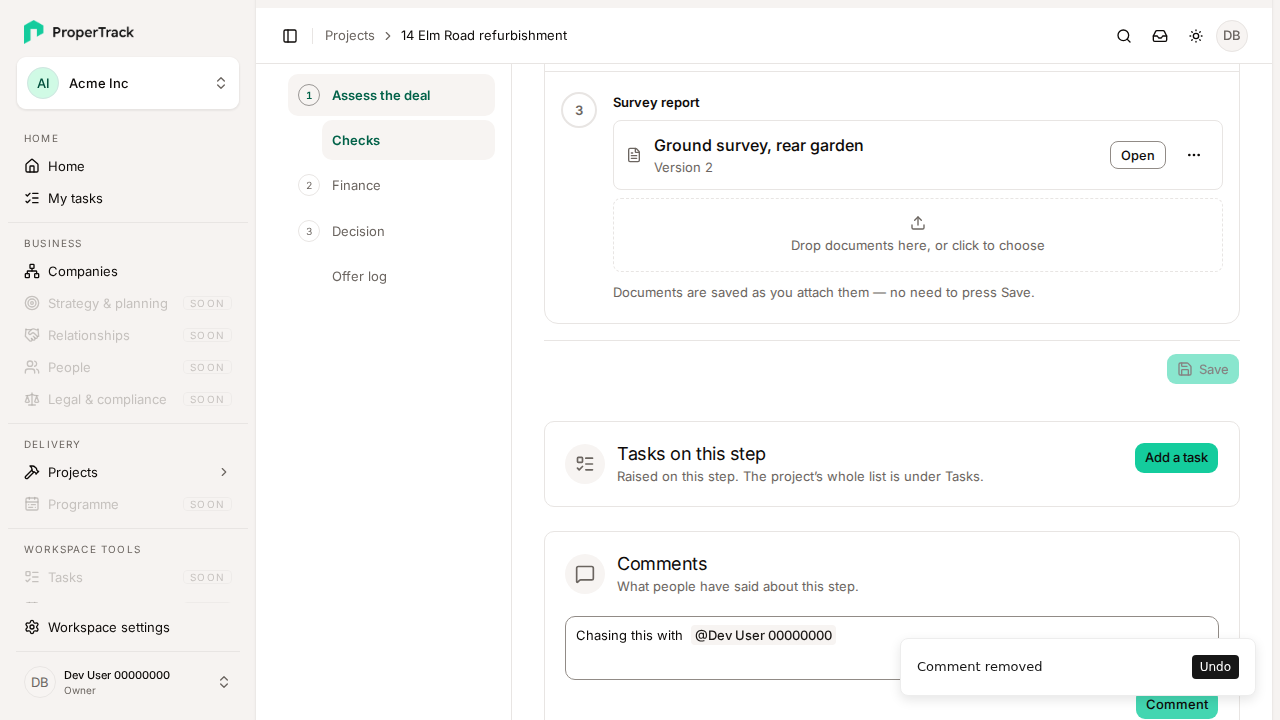 ProperTrack
AI
Acme Inc
HOME
Home
My tasks
BUSINESS
Companies
Strategy & planning SOON
Relationships SOON
People SOON
Legal & compliance SOON
DELIVERY
Projects
Programme SOON
WORKSPACE TOOLS
Tasks SOON
Workspace settings
DB
Dev User 00000000
Owner
Projects > 14 Elm Road refurbishment
DB
1 Assess the deal
Checks
2 Finance
3 Decision
Offer log
3
Survey report
Ground survey, rear garden
Version 2
Open
Drop documents here, or click to choose
Documents are saved as you attach them — no need to press Save.
Save
Tasks on this step
Raised on this step. The project’s whole list is under Tasks.
Add a task
Comments
What people have said about this step.
Chasing this with @Dev User 00000000
Comment removed
Undo
Comment